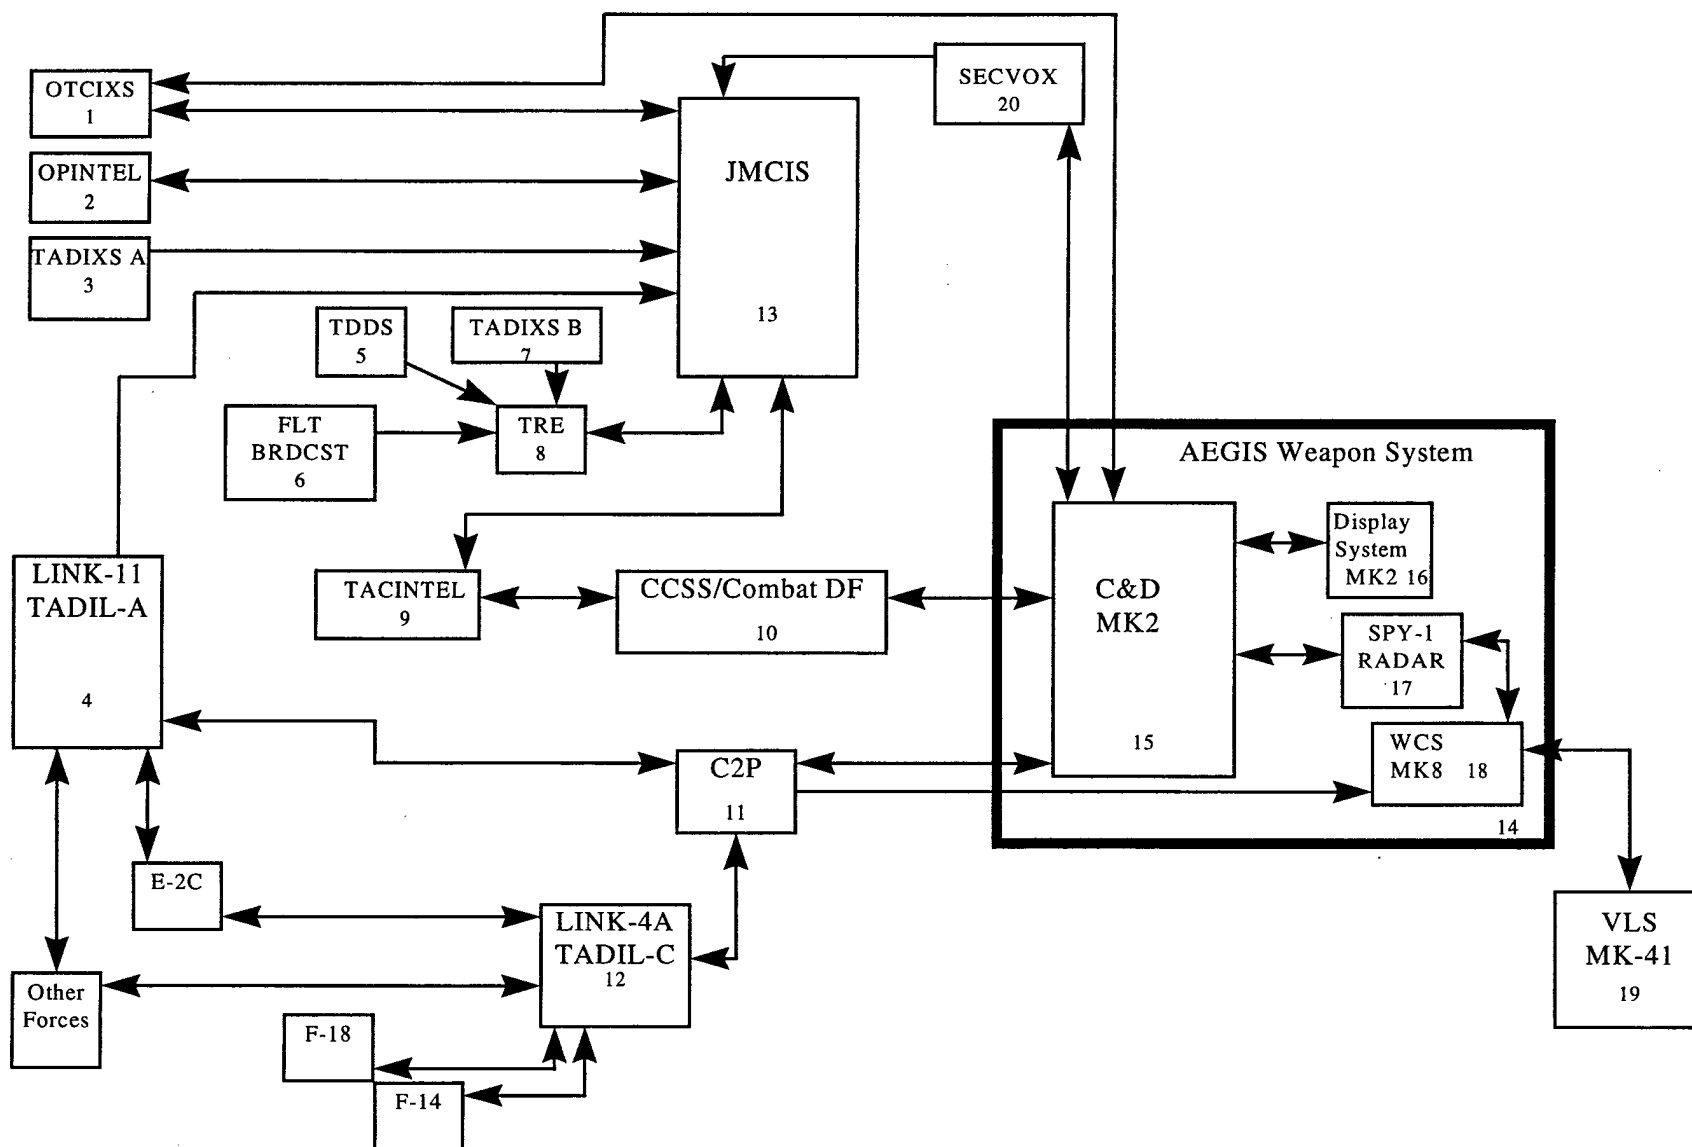 OTCIXS
1
OPINTEL
2
TADIXS A
3
SECVOX
20
JMCIS
13
TDDS
5
TADIXS B
7
FLT
BRDCST
6
TRE
8
AEGIS Weapon System
LINK-11
TADIL-A
4
TACINTEL
9
CCSS/Combat DF
10
C&D
MK2
15
Display
System
MK2 16
SPY-1
RADAR
17
WCS
MK8 18
14
C2P
11
E-2C
LINK-4A
TADIL-C
12
Other
Forces
F-18
F-14
VLS
MK-41
19